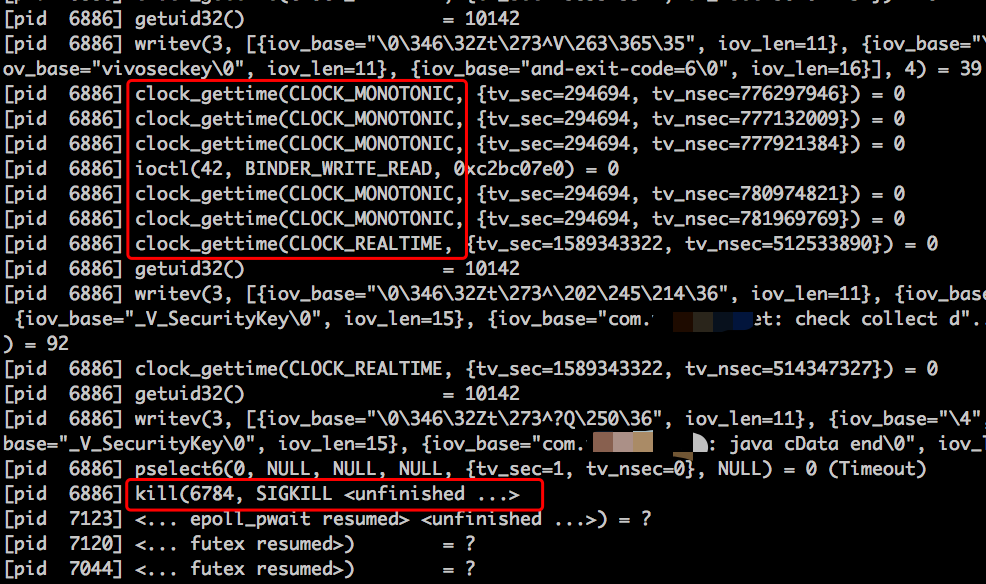 [pid  6886] getuid32()                  = 10142
[pid  6886] writev(3, [{iov_base="\0\346\32Zt\273^V\263\365\35", iov_len=11}, {iov_base="\
ov_base="vivoseckey\0", iov_len=11}, {iov_base="and-exit-code=6\0", iov_len=16}], 4) = 39
[pid  6886] clock_gettime(CLOCK_MONOTONIC, {tv_sec=294694, tv_nsec=776297946}) = 0
[pid  6886] clock_gettime(CLOCK_MONOTONIC, {tv_sec=294694, tv_nsec=777132009}) = 0
[pid  6886] clock_gettime(CLOCK_MONOTONIC, {tv_sec=294694, tv_nsec=777921384}) = 0
[pid  6886] ioctl(42, BINDER_WRITE_READ, 0xc2bc07e0) = 0
[pid  6886] clock_gettime(CLOCK_MONOTONIC, {tv_sec=294694, tv_nsec=780974821}) = 0
[pid  6886] clock_gettime(CLOCK_MONOTONIC, {tv_sec=294694, tv_nsec=781969769}) = 0
[pid  6886] clock_gettime(CLOCK_REALTIME, {tv_sec=1589343322, tv_nsec=512533890}) = 0
[pid  6886] getuid32()                  = 10142
[pid  6886] writev(3, [{iov_base="\0\346\32Zt\273^\202\245\214\36", iov_len=11}, {iov_base
 {iov_base="_V_SecurityKey\0", iov_len=15}, {iov_base="com. et: check collect d"..
) = 92
[pid  6886] clock_gettime(CLOCK_REALTIME, {tv_sec=1589343322, tv_nsec=514347327}) = 0
[pid  6886] getuid32()                  = 10142
[pid  6886] writev(3, [{iov_base="\0\346\32Zt\273^?Q\250\36", iov_len=11}, {iov_base="\4"
base="_V_SecurityKey\0", iov_len=15}, {iov_base="com. : java cData end\0", iov_l
[pid  6886] pselect6(0, NULL, NULL, NULL, {tv_sec=1, tv_nsec=0}, NULL) = 0 (Timeout)
[pid  6886] kill(6784, SIGKILL <unfinished ...>
[pid  7123] <... epoll_pwait resumed> <unfinished ...>) = ?
[pid  7120] <... futex resumed>)        = ?
[pid  7044] <... futex resumed>)        = ?